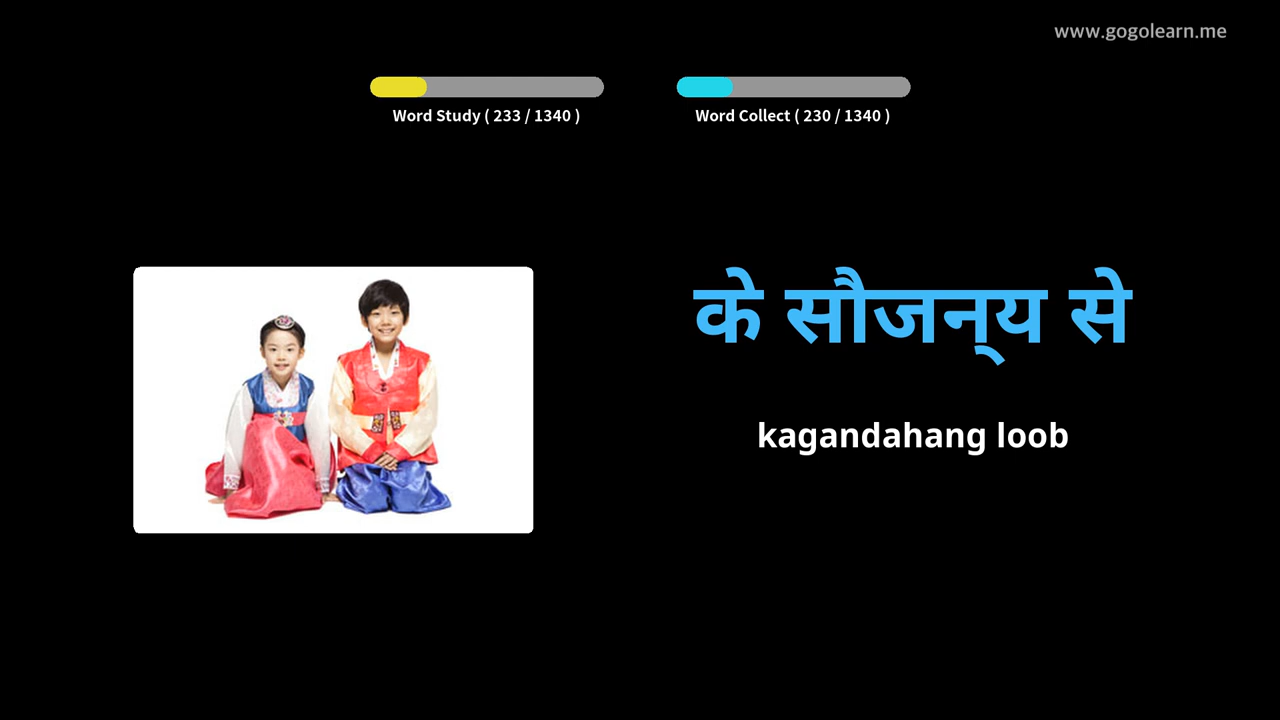 www.gogolearn.me
Word Study ( 233 / 1340 )
Word Collect ( 230 / 1340 )
के सौजन्‌य से
kagandahang loob